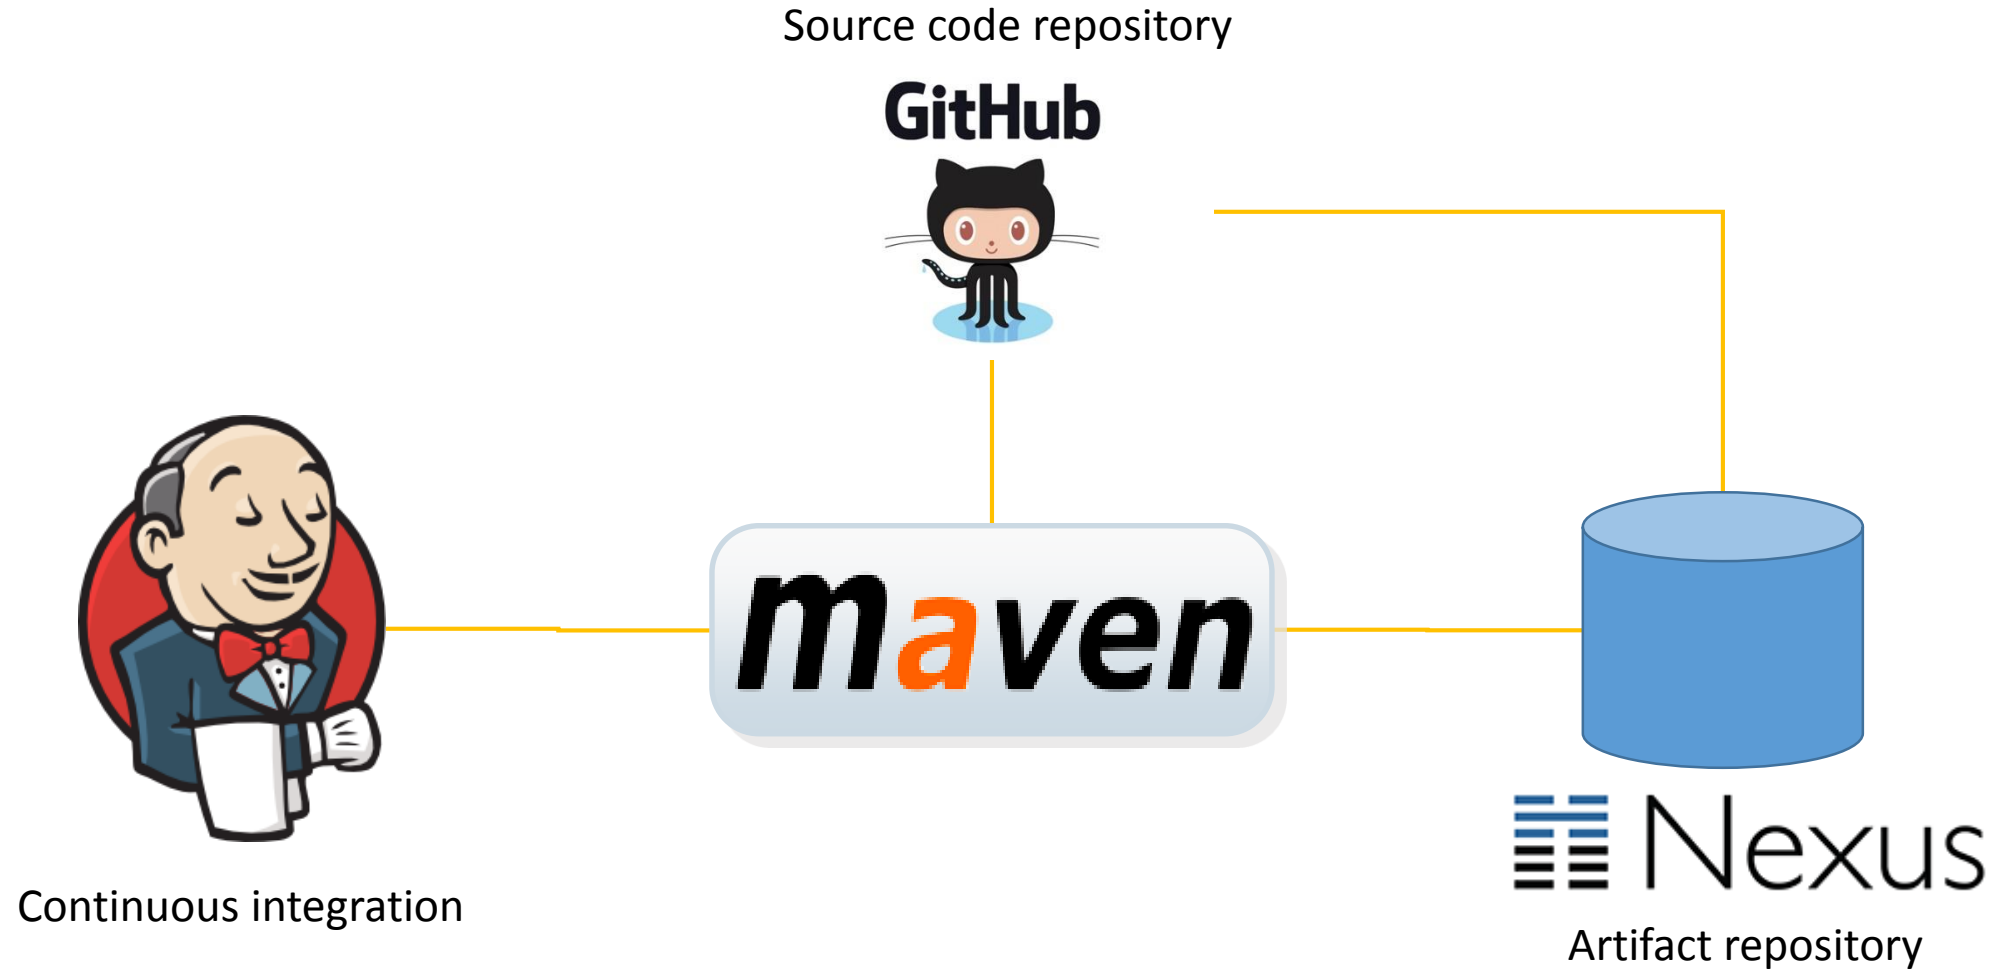 Source code repository
GitHub
maven
Nexus
Continuous integration
Artifact repository